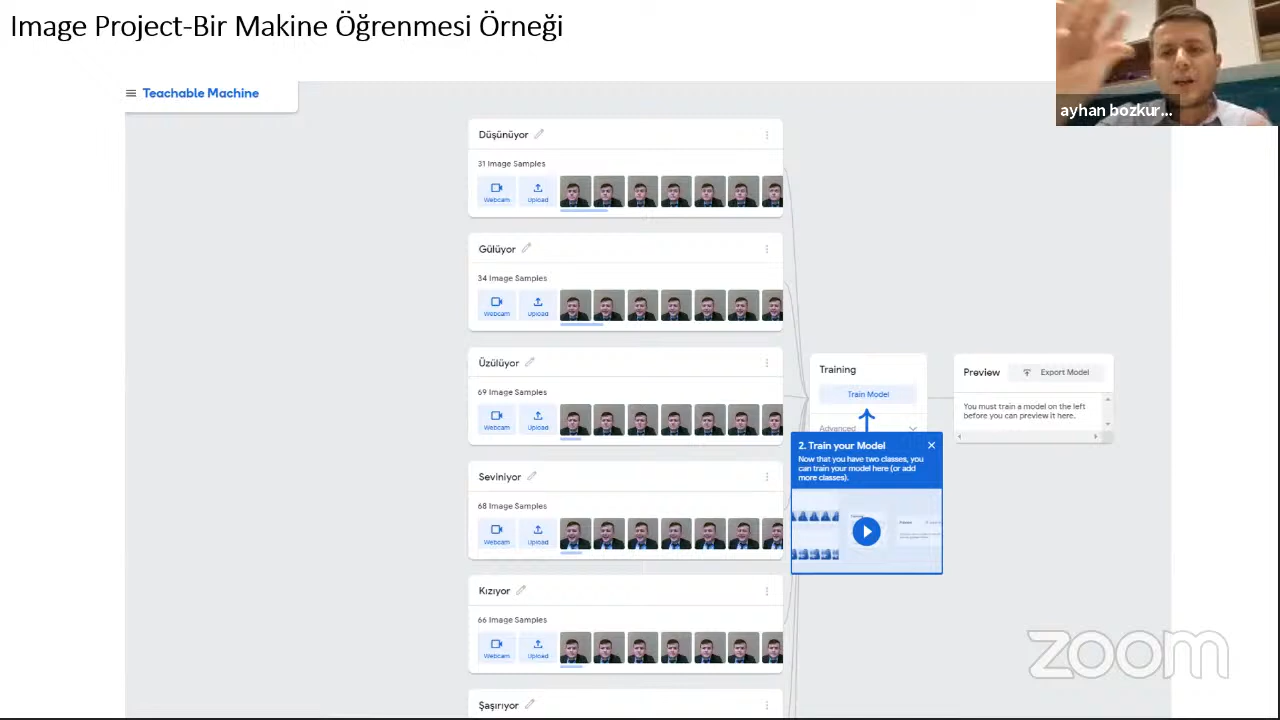 Image Project-Bir Makine Öğrenmesi Örneği
ayhan bozkur...
Teachable Machine
Düşünüyor
31 Image Samples
Webcam
Upload
Gülüyor
34 Image Samples
Webcam
Upload
Üzülüyor
69 Image Samples
Webcam
Upload
Seviniyor
68 Image Samples
Webcam
Upload
Kızıyor
66 Image Samples
Webcam
Upload
Şaşırıyor
Training
Train Model
Advanced
2. Train your Model
Now that you have two classes, you
can train your model here (or add
more classes).
Preview
Export Model
You must train a model on the left
before you can preview it here.
zoom